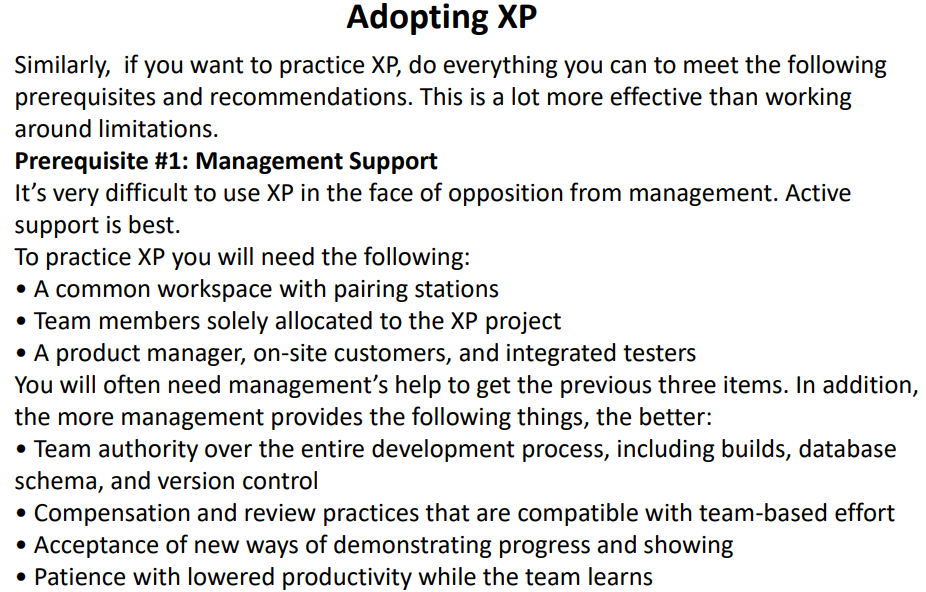 Adopting XP
Similarly,  if you want to practice XP, do everything you can to meet the following
prerequisites and recommendations. This is a lot more effective than working
around limitations.
Prerequisite #1: Management Support
It’s very difficult to use XP in the face of opposition from management. Active
support is best.
To practice XP you will need the following:
• A common workspace with pairing stations
• Team members solely allocated to the XP project
• A product manager, on-site customers, and integrated testers
You will often need management’s help to get the previous three items. In addition,
the more management provides the following things, the better:
• Team authority over the entire development process, including builds, database
schema, and version control
• Compensation and review practices that are compatible with team-based effort
• Acceptance of new ways of demonstrating progress and showing
• Patience with lowered productivity while the team learns